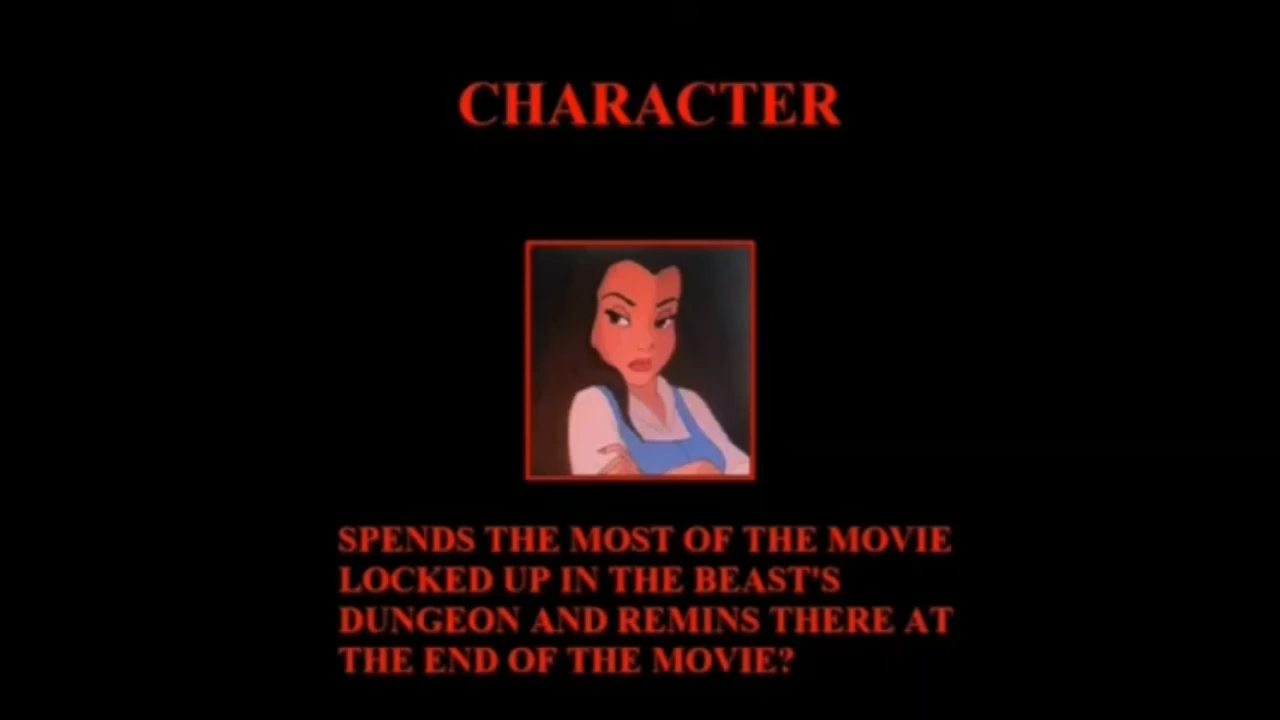 CHARACTER
SPENDS THE MOST OF THE MOVIE
LOCKED UP IN THE BEAST'S
DUNGEON AND REMINS THERE AT
THE END OF THE MOVIE?